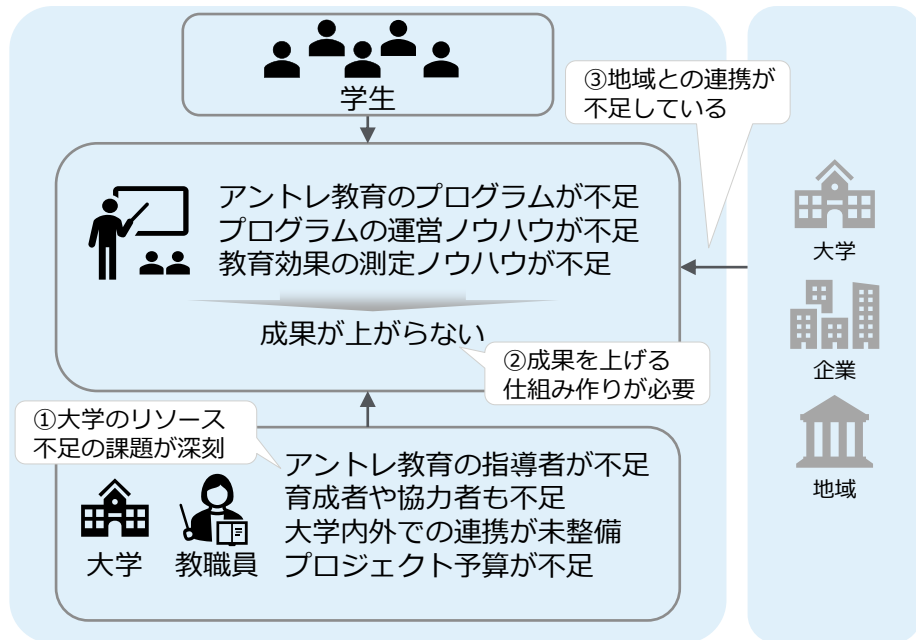 学生
③地域との連携が
不足している
アントレ教育のプログラムが不足
プログラムの運営ノウハウが不足
教育効果の測定ノウハウが不足
成果が上がらない
②成果を上げる
仕組み作りが必要
①大学のリソース
不足の課題が深刻
アントレ教育の指導者が不足
育成者や協力者も不足
大学内外での連携が未整備
プロジェクト予算が不足
大学
教職員
大学
企業
地域